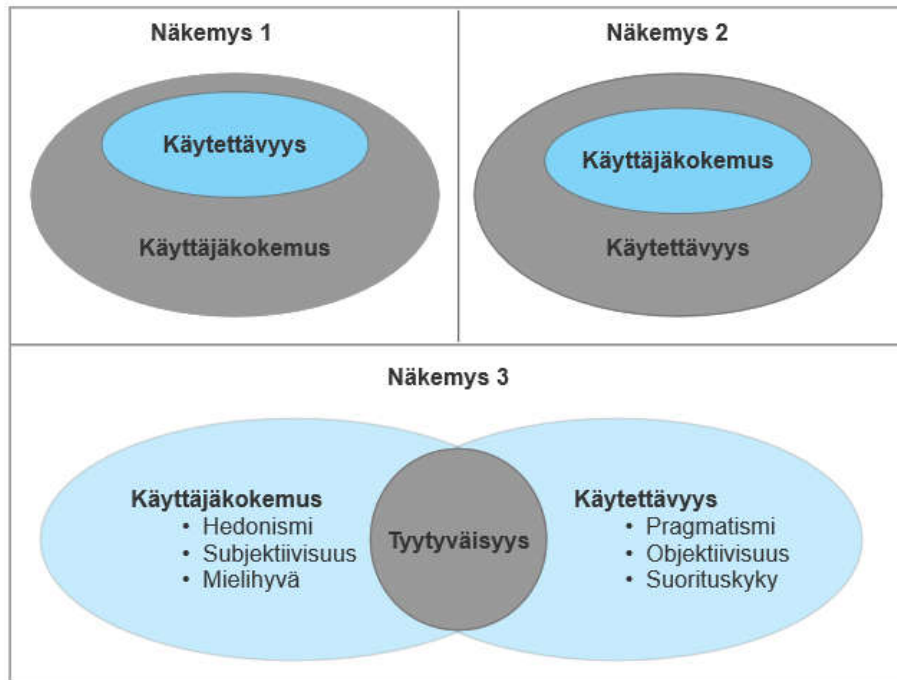 Näkemys 1
Käytettävyys
Käyttäjäkokemus
Näkemys 2
Käyttäjäkokemus
Käytettävyys
Näkemys 3
Käyttäjäkokemus
• Hedonismi
• Subjektiivisuus
• Mielihyvä
Tyytyväisyys
Käytettävyys
• Pragmatismi
• Objektiivisuus
• Suorituskyky